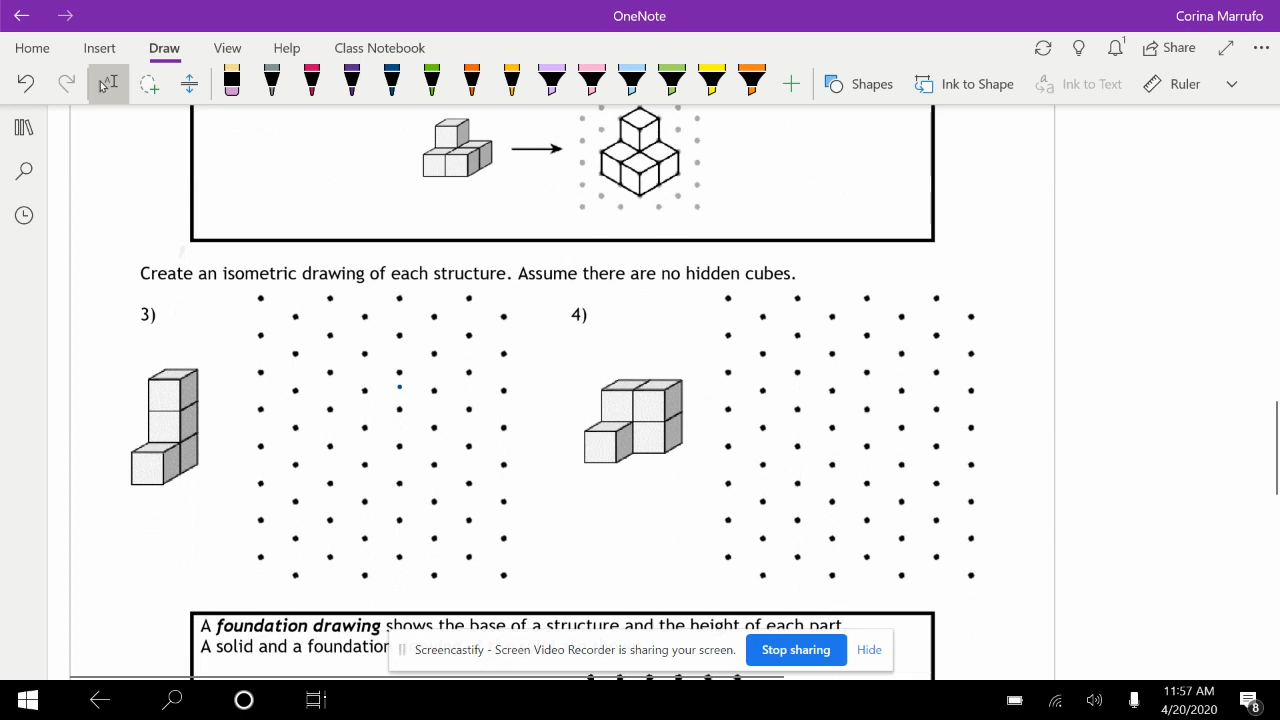 OneNote
Corina Marrufo
Home Insert Draw View Help Class Notebook Share
Shapes Ink to Shape Ink to Text Ruler
Create an isometric drawing of each structure. Assume there are no hidden cubes.
3) 4)
A foundation drawing shows the base of a structure and the height of each part.
A solid and a foundation
Screencastify - Screen Video Recorder is sharing your screen. Stop sharing Hide
11:57 AM
4/20/2020
8